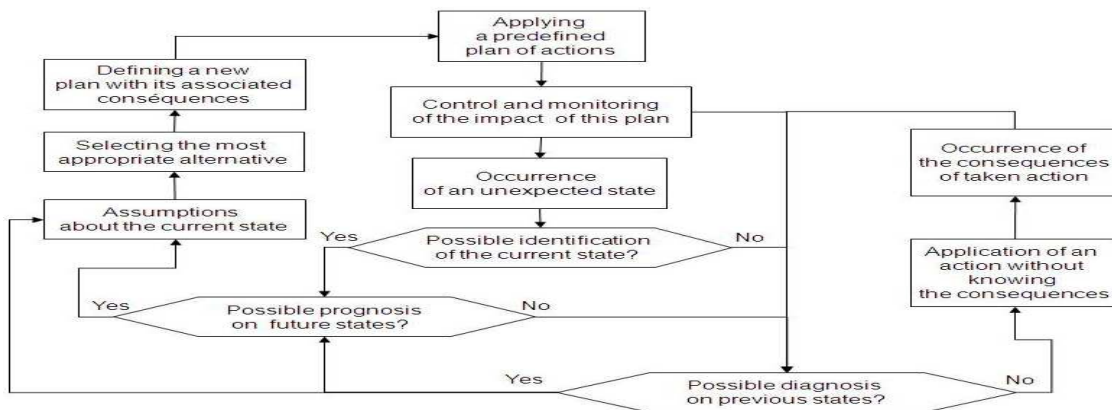 Applying
a predefined
plan of actions
Defining a new
plan with its associated
conséquences
Control and monitoring
of the impact of this plan
Selecting the most
appropriate alternative
Occurrence of
the consequences
of taken action
Occurrence
of an unexpected state
Assumptions
about the current state
Yes
Possible identification
of the current state?
No
Application of an
action without
knowing
the consequences
Yes
Possible prognosis
on future states?
No
Yes
Possible diagnosis
on previous states?
No